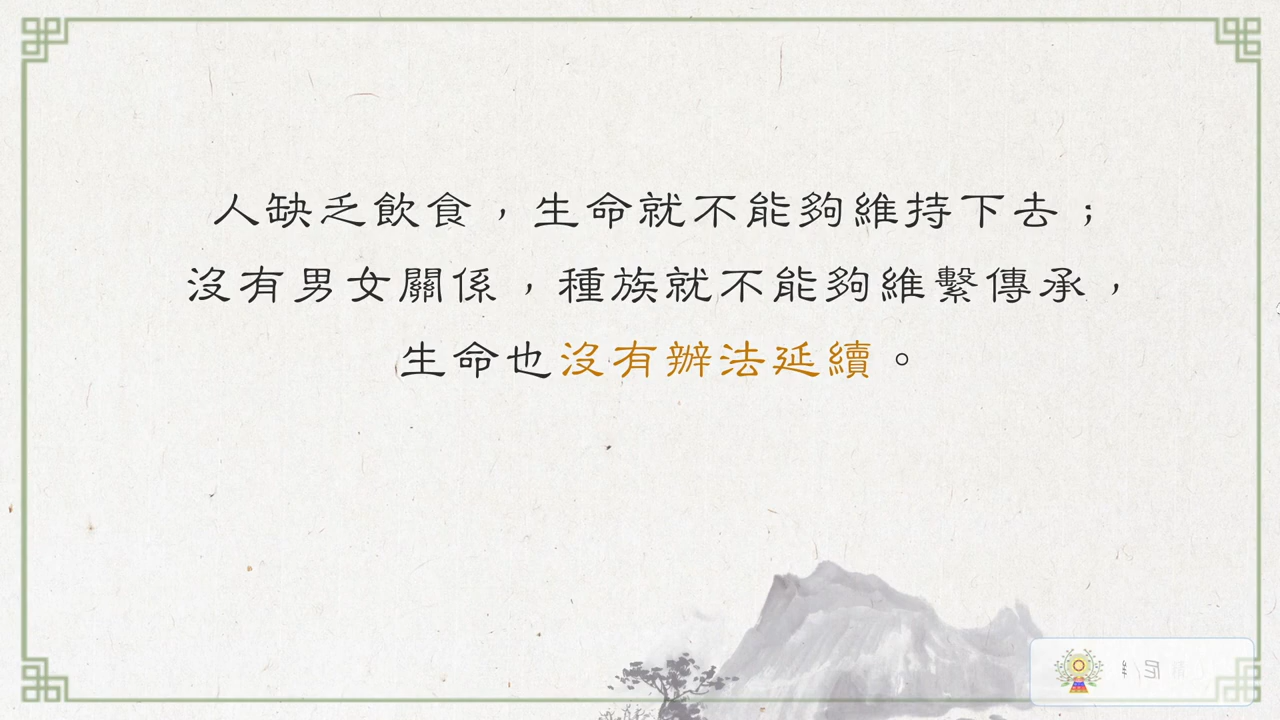 人缺乏飲食，生命就不能夠維持下去；
沒有男女關係，種族就不能夠維繫傳承，
生命也沒有辦法延續。